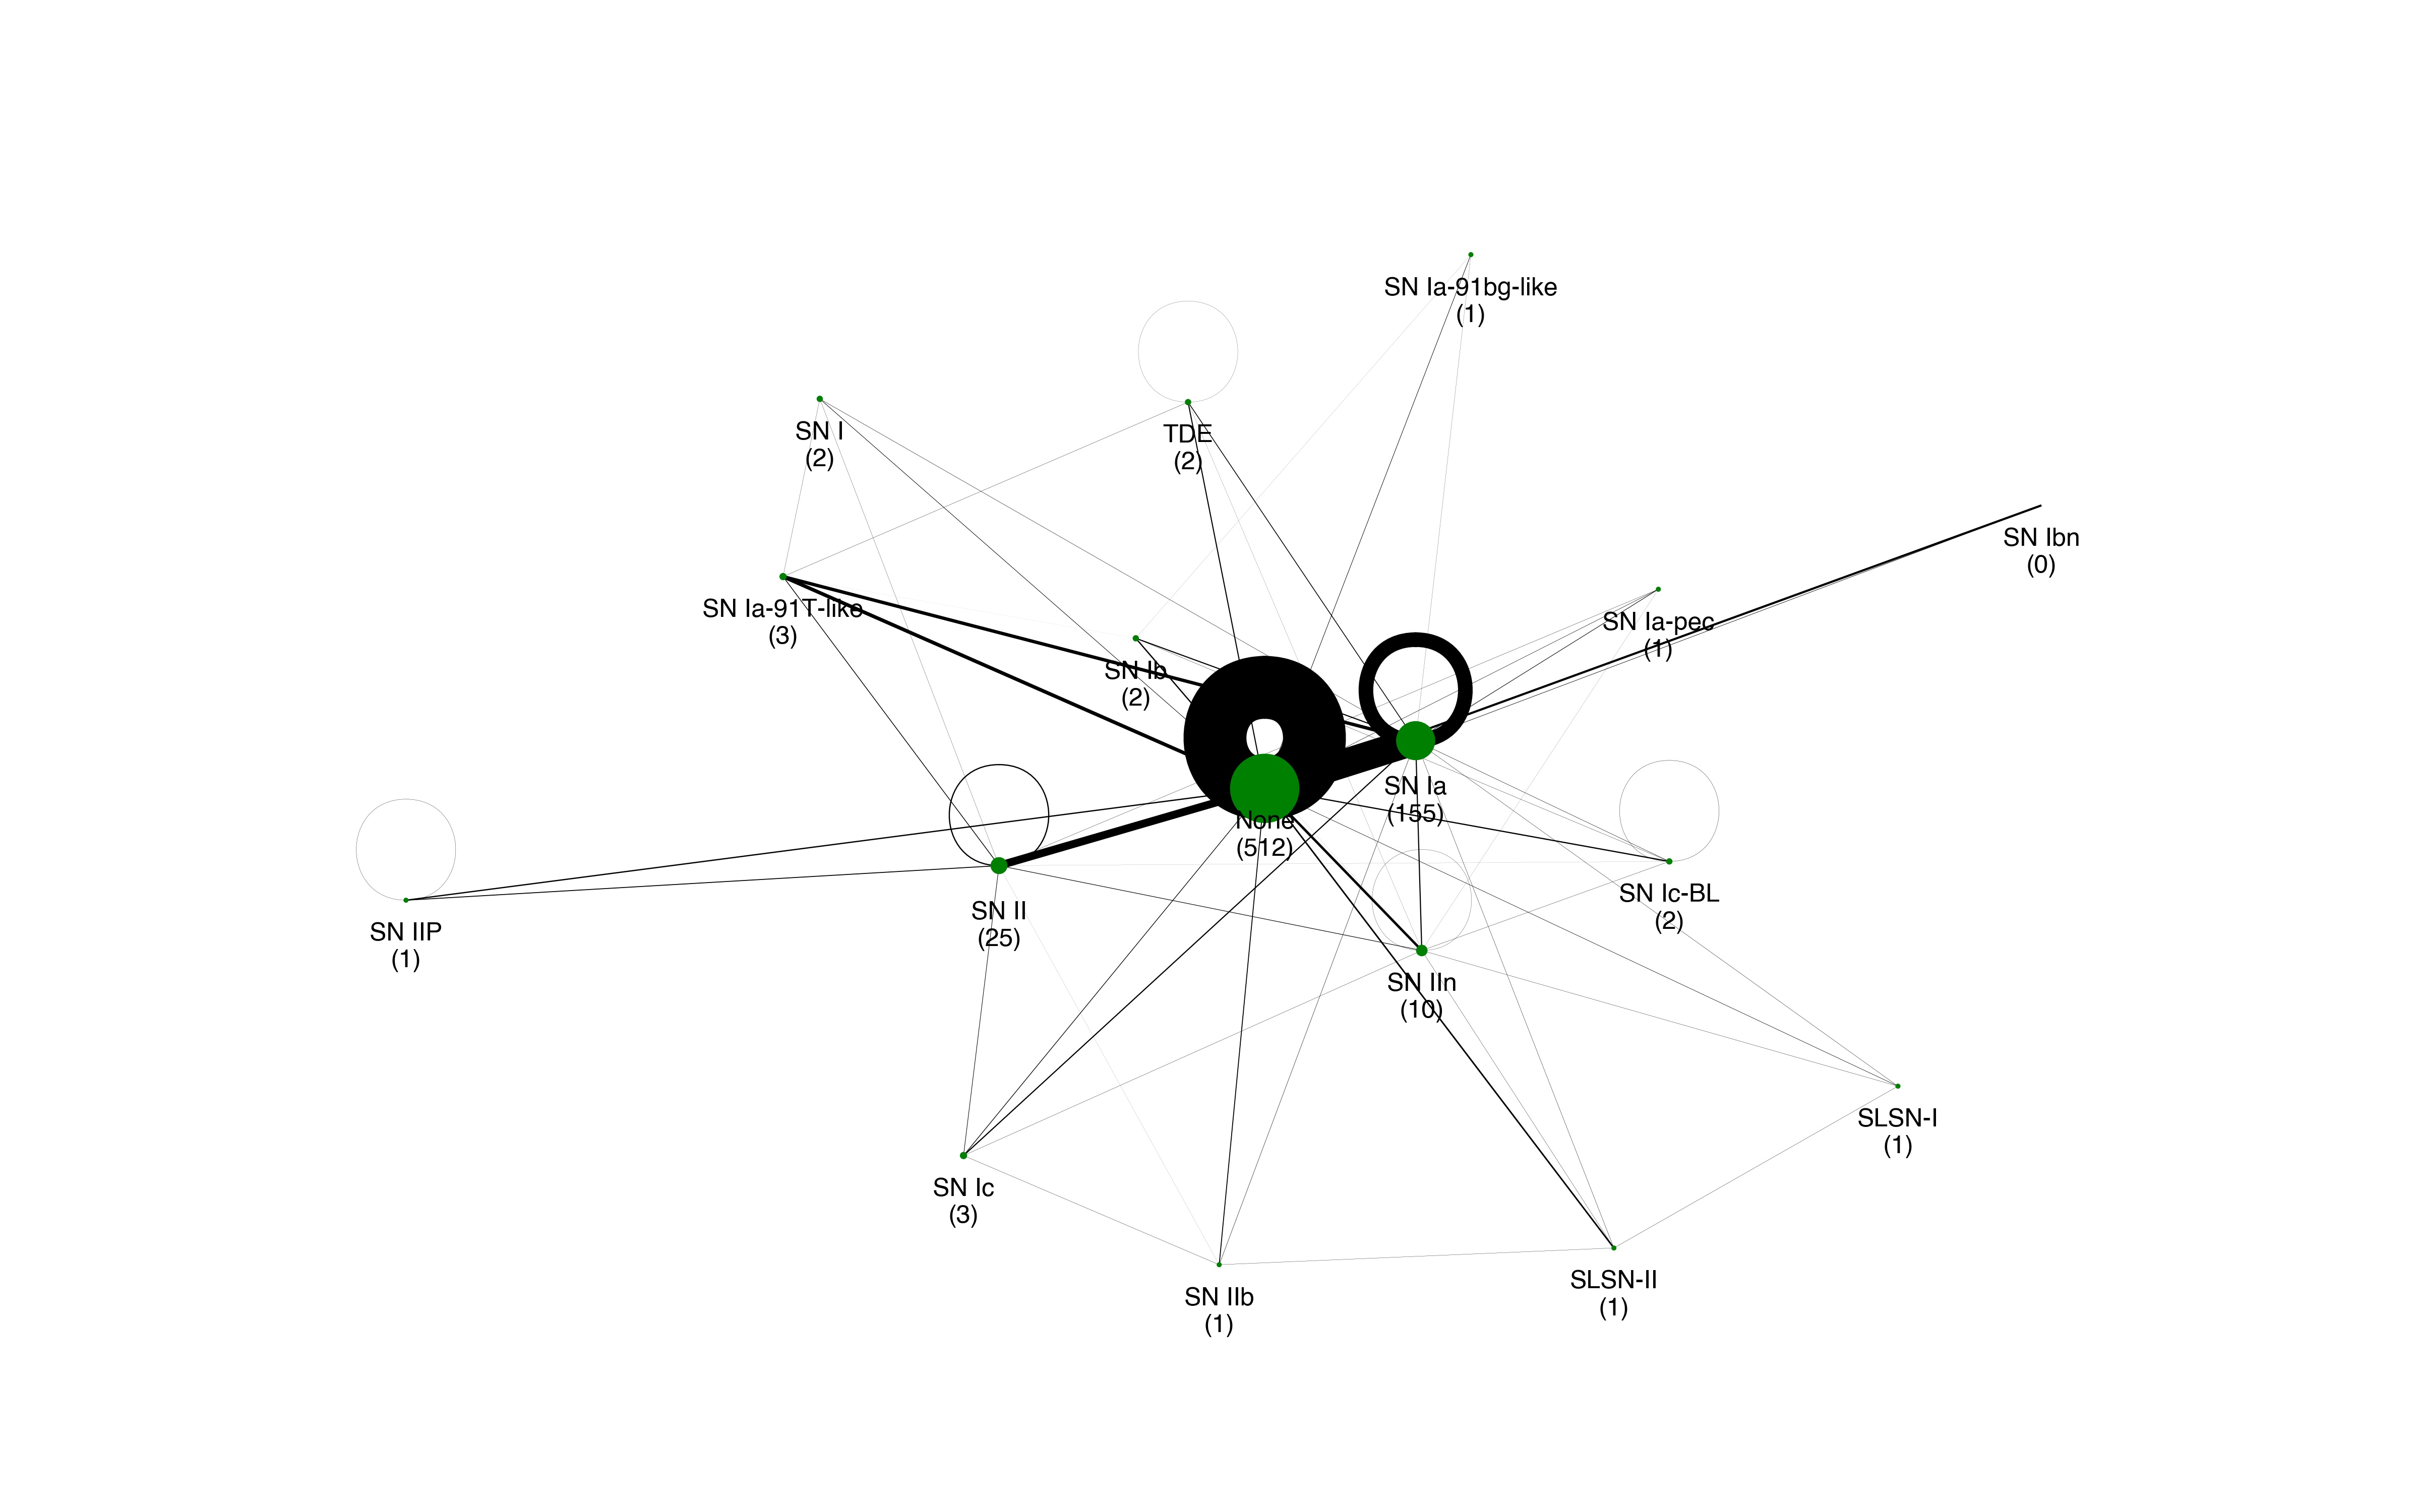 SN Ia-91bg-like
(1)
SN I
(2)
TDE
(2)
SN Ibn
(0)
SN Ia-91T-like
(3)
SN Ia-pec
(1)
SN Ib
(2)
SN Ia
(155)
None
(512)
SN Ic-BL
(2)
SN II
(25)
SN IIP
(1)
SN IIn
(10)
SLSN-I
(1)
SN Ic
(3)
SLSN-II
(1)
SN IIb
(1)